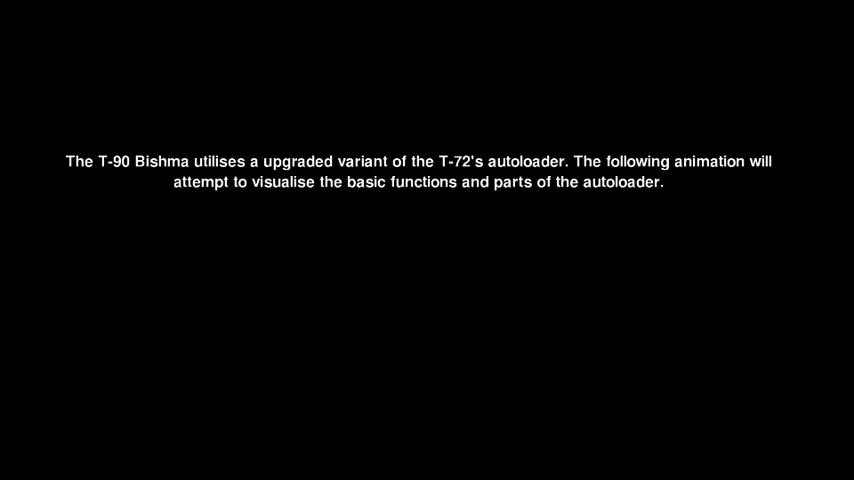 The T-90 Bishma utilises a upgraded variant of the T-72's autoloader. The following animation will
attempt to visualise the basic functions and parts of the autoloader.